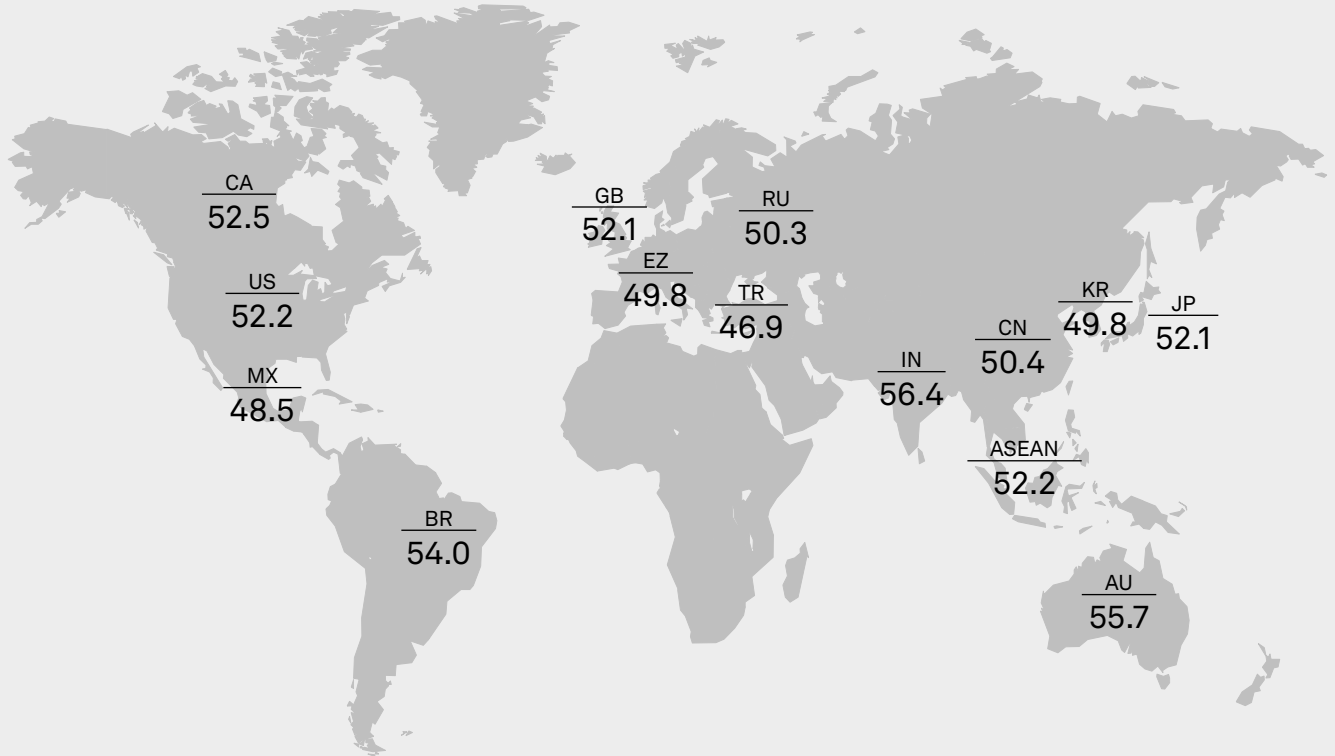 CA
52.5
GB
52.1
RU
50.3
EZ
49.8
US
52.2
TR
46.9
KR
49.8
JP
52.1
CN
50.4
IN
56.4
MX
48.5
ASEAN
52.2
BR
54.0
AU
55.7